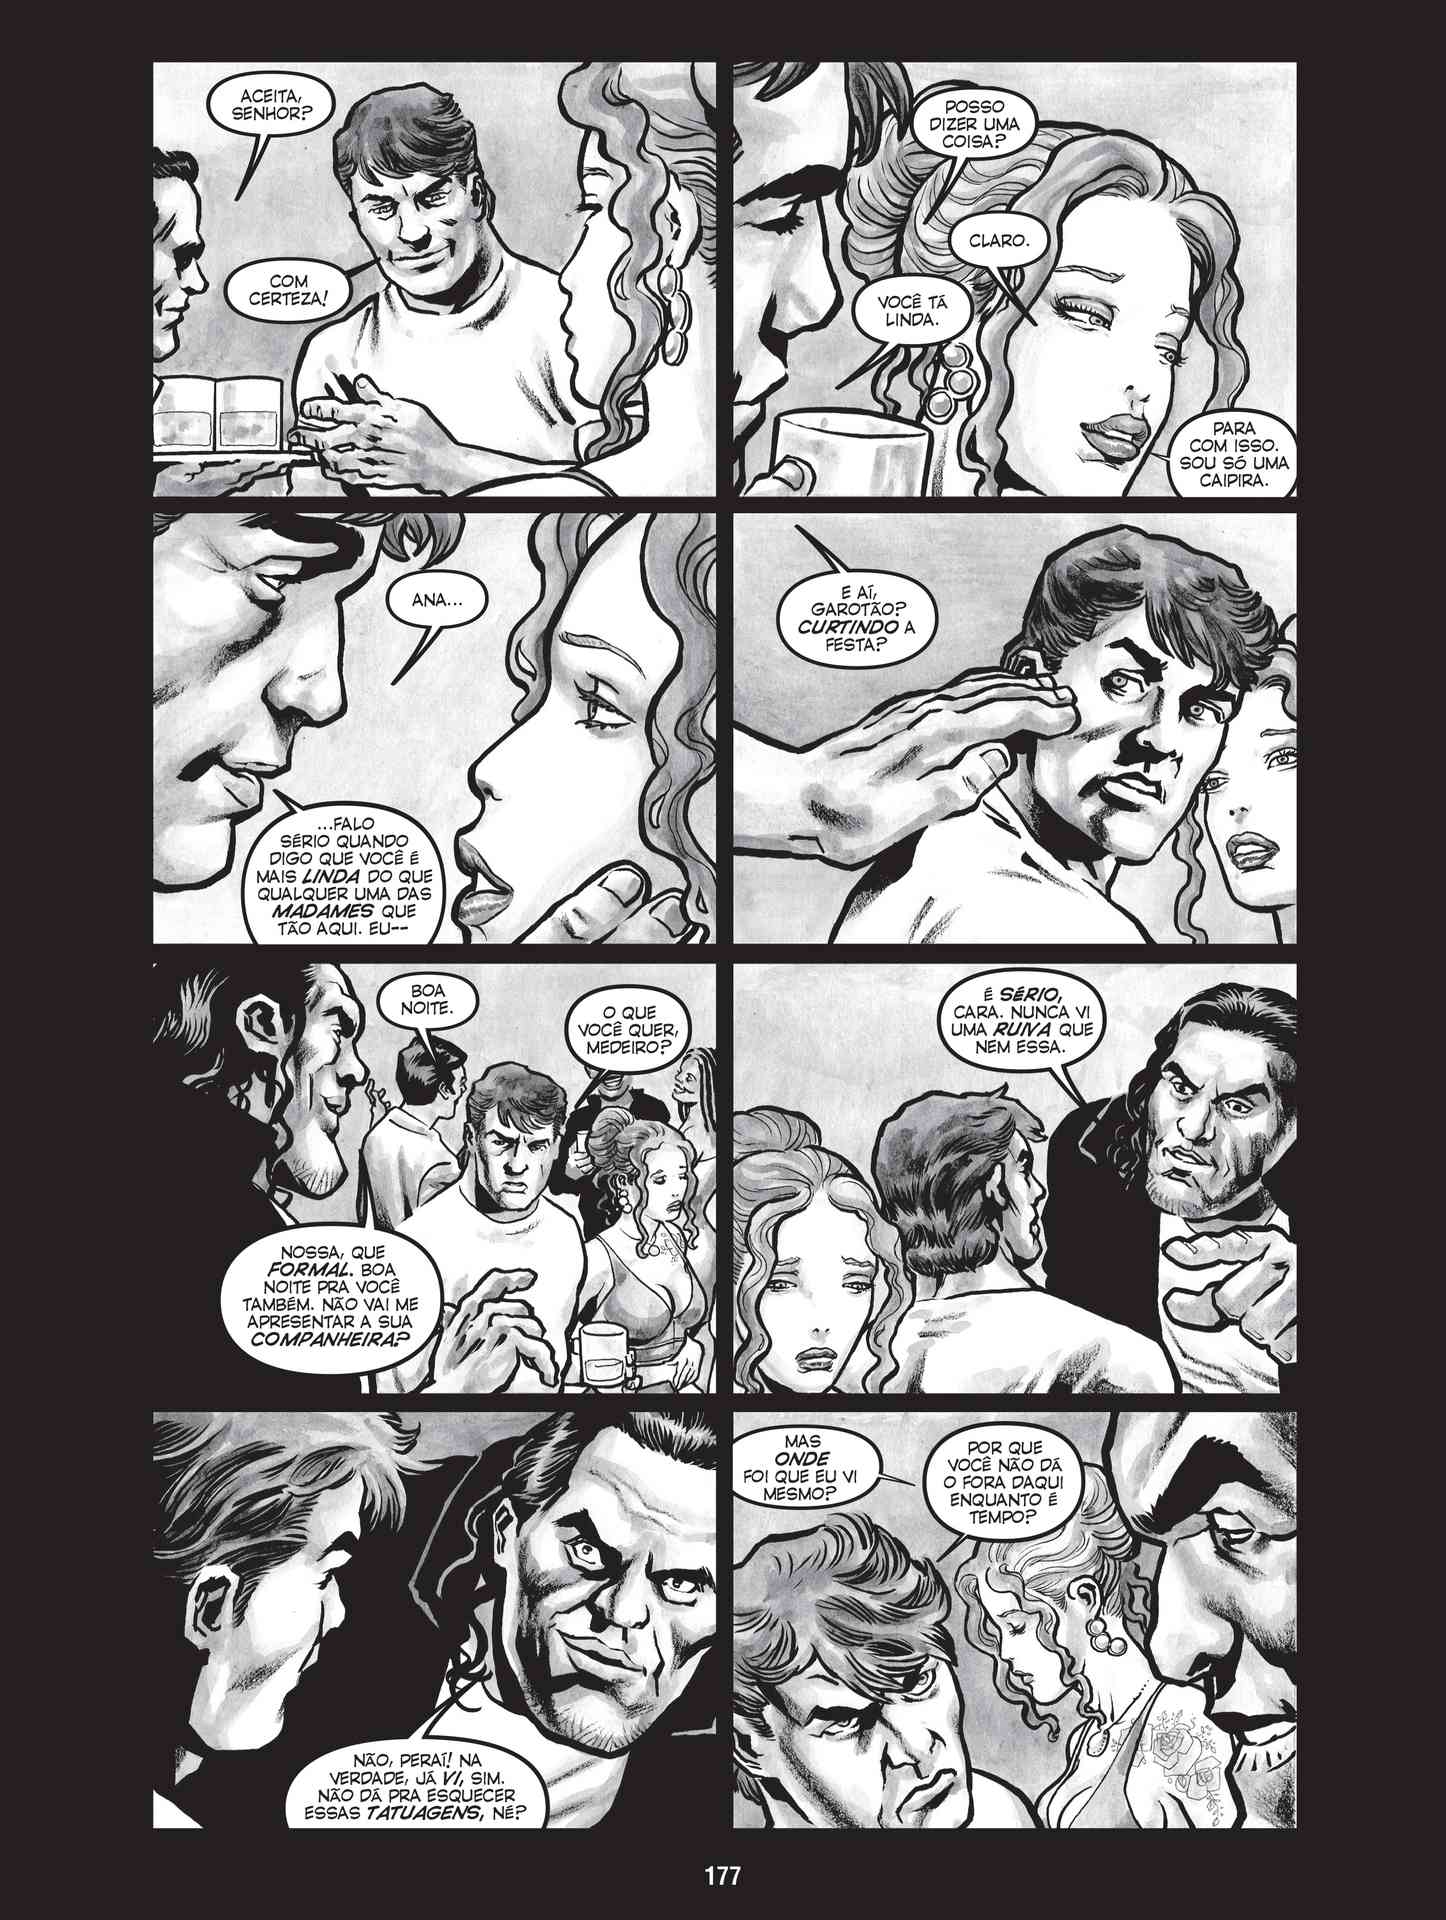 ACEITA,
SENHOR?
COM
CERTEZA!
POSSO
DIZER UMA
COISA?
CLARO.
VOCÊ TÁ
LINDA.
PARA
COM ISSO.
SOU SÓ UMA
CAIPIRA.
ANA...
...FALO
SÉRIO QUANDO
DIGO QUE VOCÊ É
MAIS LINDA DO QUE
QUALQUER UMA DAS
MADAMES QUE
TÃO AQUI. EU--
E AÍ,
GAROTÃO?
CURTINDO A
FESTA?
BOA
NOITE.
O QUE
VOCÊ QUER,
MEDEIRO?
NOSSA, QUE
FORMAL. BOA
NOITE PRA VOCÊ
TAMBÉM. NÃO VAI ME
APRESENTAR A SUA
COMPANHEIRA?
É SÉRIO,
CARA. NUNCA VI
UMA RUIVA QUE
NEM ESSA.
NÃO, PERAÍ! NA
VERDADE, JÁ VI, SIM.
NÃO DÁ PRA ESQUECER
ESSAS TATUAGENS, NÉ?
MAS
ONDE
FOI QUE EU VI
MESMO?
POR QUE
VOCÊ NÃO DÁ
O FORA DAQUI
ENQUANTO É
TEMPO?
177